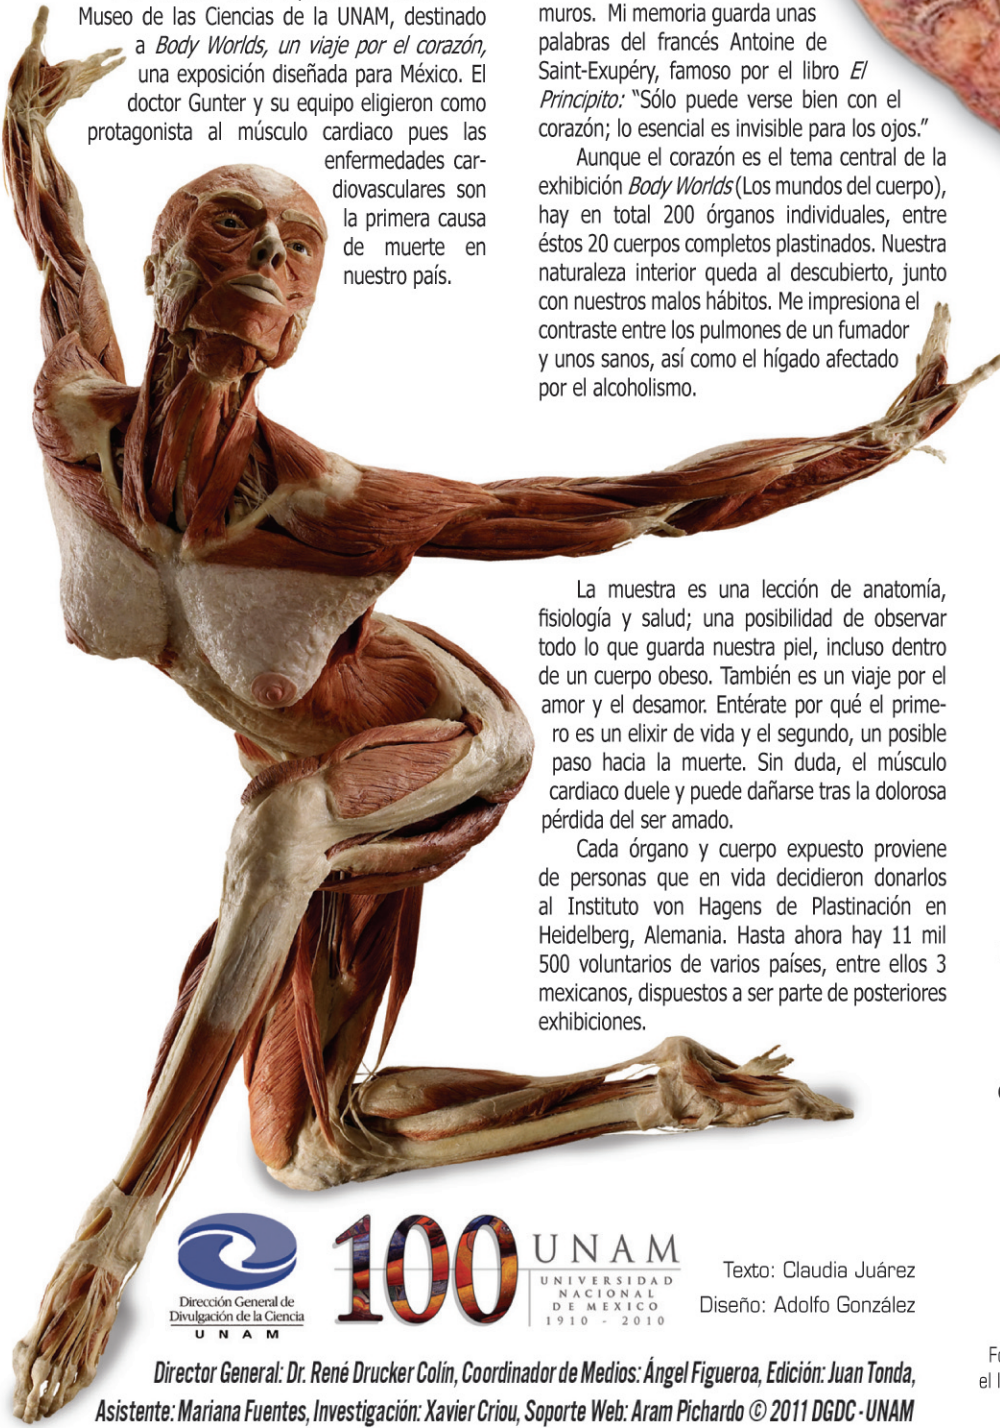 Museo de las Ciencias de la UNAM, destinado
a Body Worlds, un viaje por el corazón,
una exposición diseñada para México. El
doctor Gunter y su equipo eligieron como
protagonista al músculo cardiaco pues las
enfermedades car-
diovasculares son
la primera causa
de muerte en
nuestro país.
muros. Mi memoria guarda unas
palabras del francés Antoine de
Saint-Exupéry, famoso por el libro El
Principito: “Sólo puede verse bien con el
corazón; lo esencial es invisible para los ojos.”
Aunque el corazón es el tema central de la
exhibición Body Worlds (Los mundos del cuerpo),
hay en total 200 órganos individuales, entre
éstos 20 cuerpos completos plastinados. Nuestra
naturaleza interior queda al descubierto, junto
con nuestros malos hábitos. Me impresiona el
contraste entre los pulmones de un fumador
y unos sanos, así como el hígado afectado
por el alcoholismo.
La muestra es una lección de anatomía,
fisiología y salud; una posibilidad de observar
todo lo que guarda nuestra piel, incluso dentro
de un cuerpo obeso. También es un viaje por el
amor y el desamor. Entérate por qué el prime-
ro es un elixir de vida y el segundo, un posible
paso hacia la muerte. Sin duda, el músculo
cardiaco duele y puede dañarse tras la dolorosa
pérdida del ser amado.
Cada órgano y cuerpo expuesto proviene
de personas que en vida decidieron donarlos
al Instituto von Hagens de Plastinación en
Heidelberg, Alemania. Hasta ahora hay 11 mil
500 voluntarios de varios países, entre ellos 3
mexicanos, dispuestos a ser parte de posteriores
exhibiciones.
Dirección General de
Divulgación de la Ciencia
UNAM
100
UNAM
UNIVERSIDAD
NACIONAL
DE MEXICO
1910 - 2010
Texto: Claudia Juárez
Diseño: Adolfo González
el
Director General: Dr. René Drucker Colín, Coordinador de Medios: Ángel Figueroa, Edición: Juan Tonda,
Asistente: Mariana Fuentes, Investigación: Xavier Criou, Soporte Web: Aram Pichardo © 2011 DGDC - UNAM